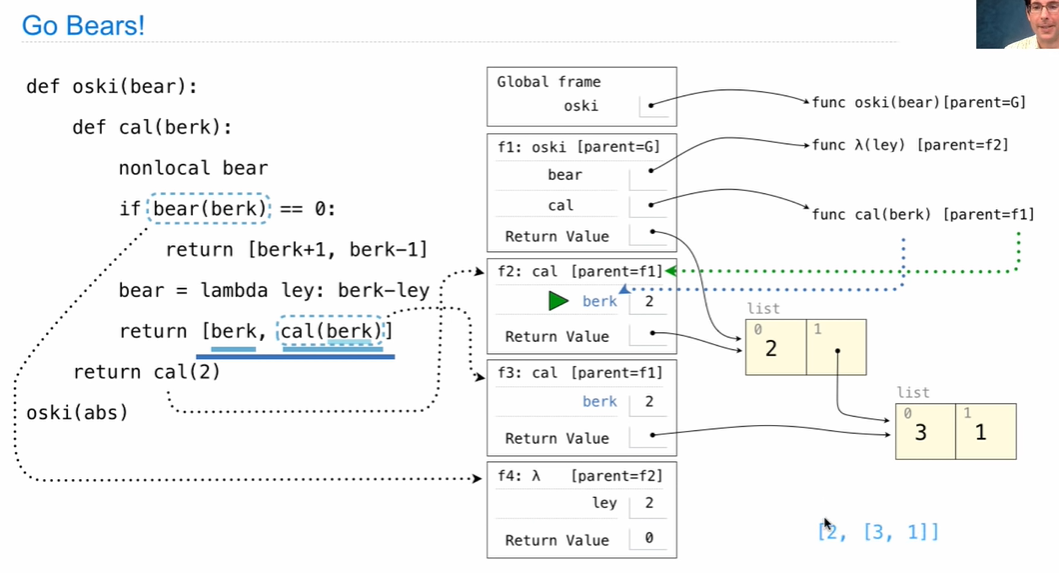 Go Bears!
def oski(bear):
def cal(berk):
nonlocal bear
if bear(berk) == 0:
return [berk+1, berk-1]
bear = lambda ley: berk-ley
return [berk, cal(berk)]
return cal(2)
oski(abs)
Global frame
oski
f1: oski [parent=G]
bear
cal
Return Value
f2: cal [parent=f1]
berk 2
Return Value
f3: cal [parent=f1]
berk 2
Return Value
f4: λ [parent=f2]
ley 2
Return Value 0
func oski(bear)[parent=G]
func λ(ley) [parent=f2]
func cal(berk) [parent=f1]
list
0 1
2
list
0 1
3 1
[2, [3, 1]]